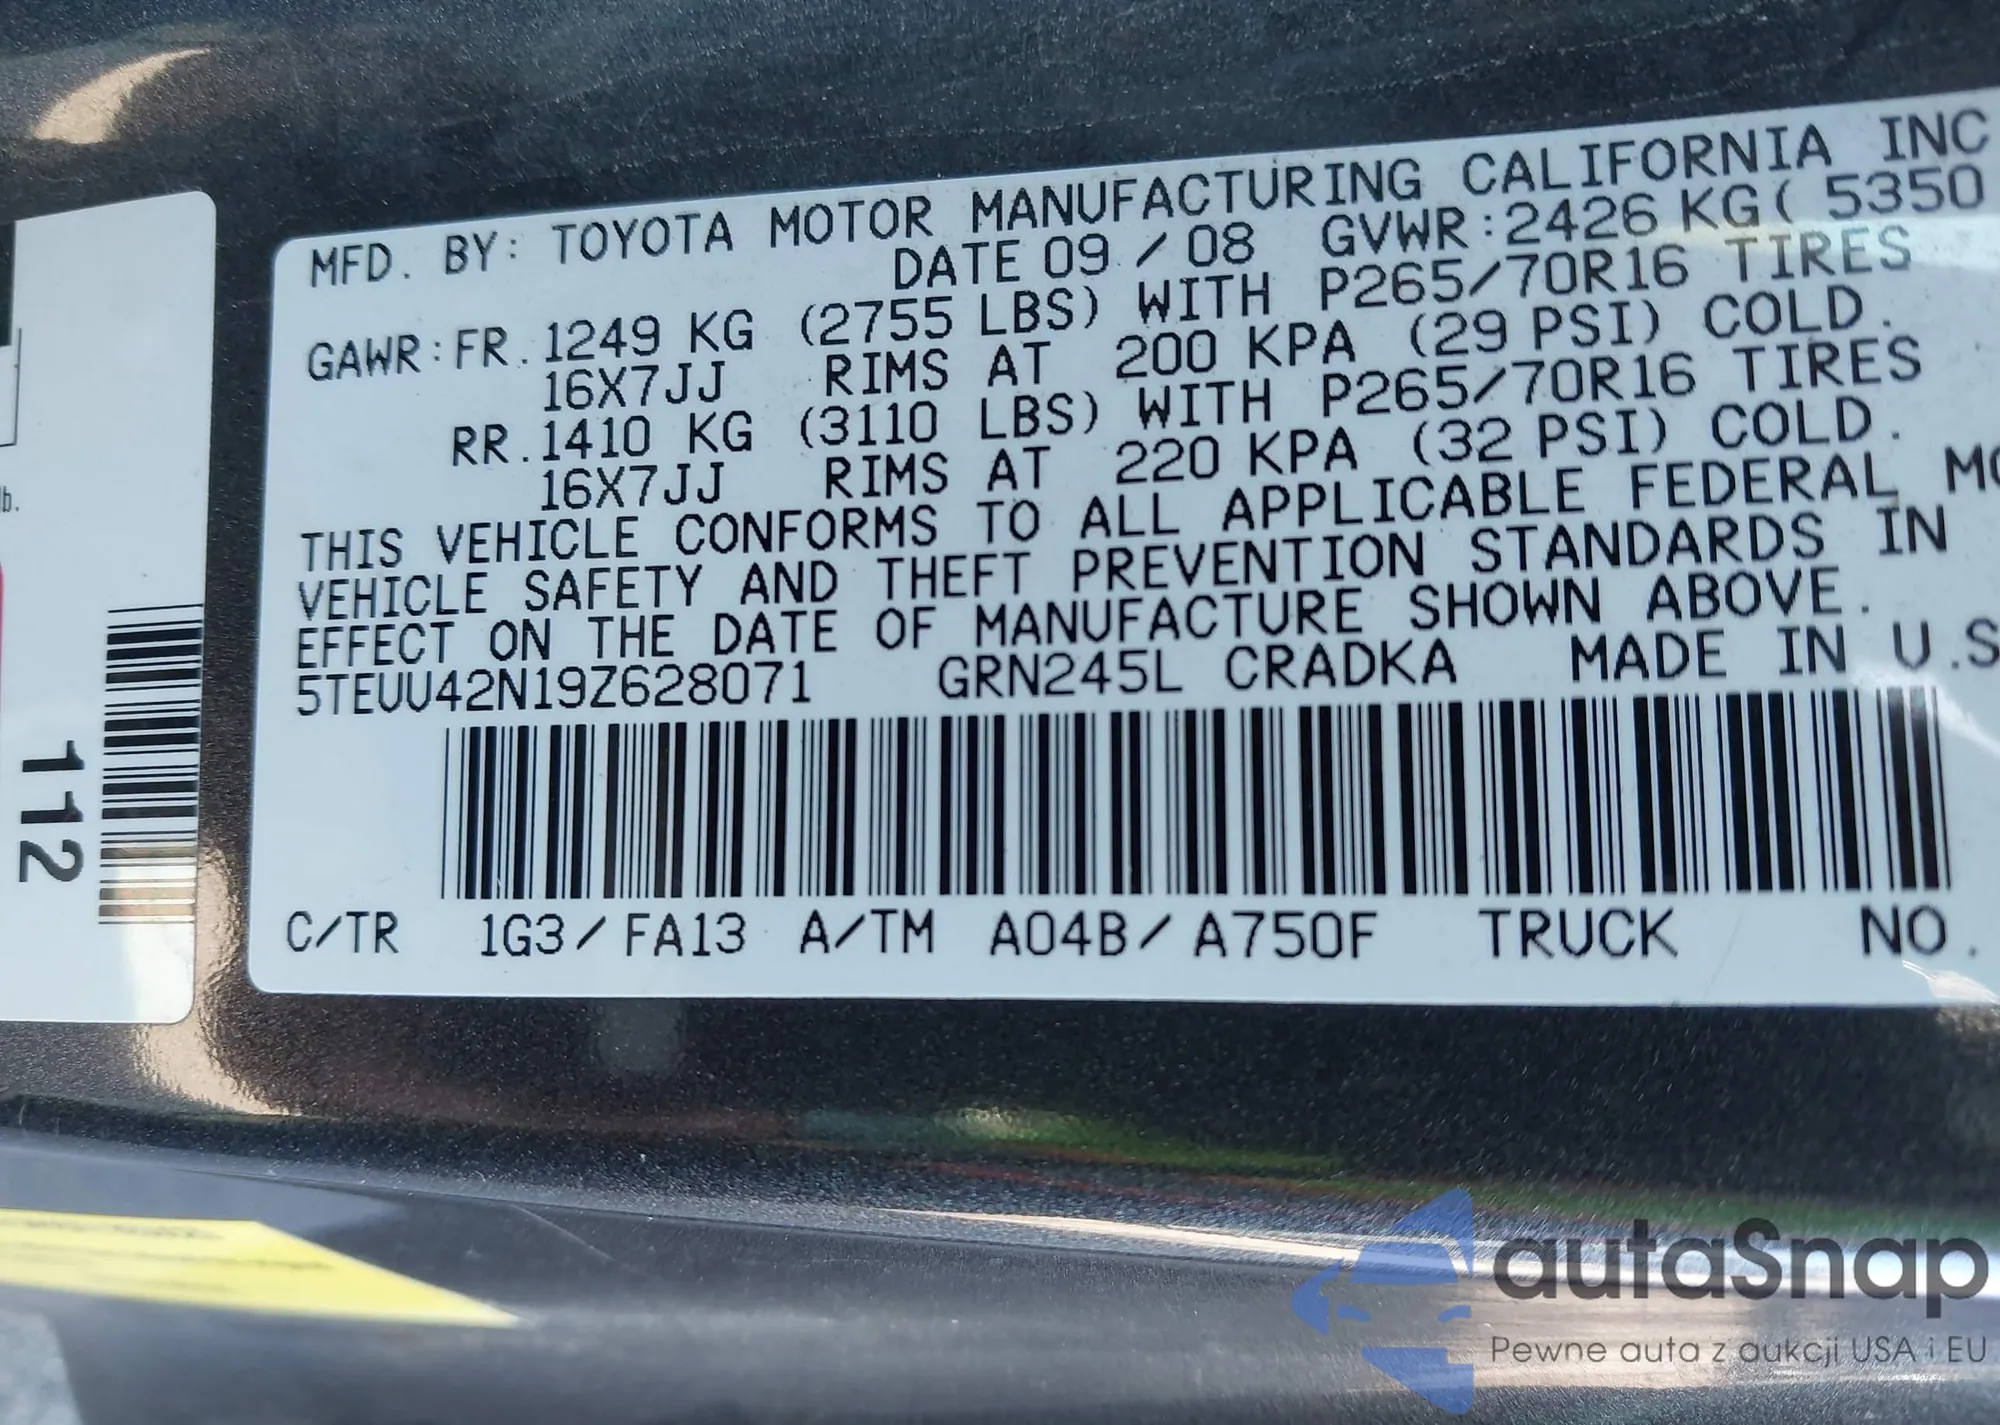 MFD. BY: TOYOTA MOTOR MANUFACTURING CALIFORNIA INC
DATE 09 / 08 GVWR:2426 KG( 5350
GAWR:FR.1249 KG (2755 LBS) WITH P265/70R16 TIRES
16X7JJ RIMS AT 200 KPA (29 PSI) COLD.
RR.1410 KG (3110 LBS) WITH P265/70R16 TIRES
16X7JJ RIMS AT 220 KPA (32 PSI) COLD.
THIS VEHICLE CONFORMS TO ALL APPLICABLE FEDERAL MO
VEHICLE SAFETY AND THEFT PREVENTION STANDARDS IN
EFFECT ON THE DATE OF MANUFACTURE SHOWN ABOVE.
5TEUU42N19Z628071 GRN245L CRADKA MADE IN U.S
C/TR 1G3/FA13 A/TM A04B/A750F TRUCK NO.
lb.
112
autaSnap
Pewne auta z aukcji USA i EU